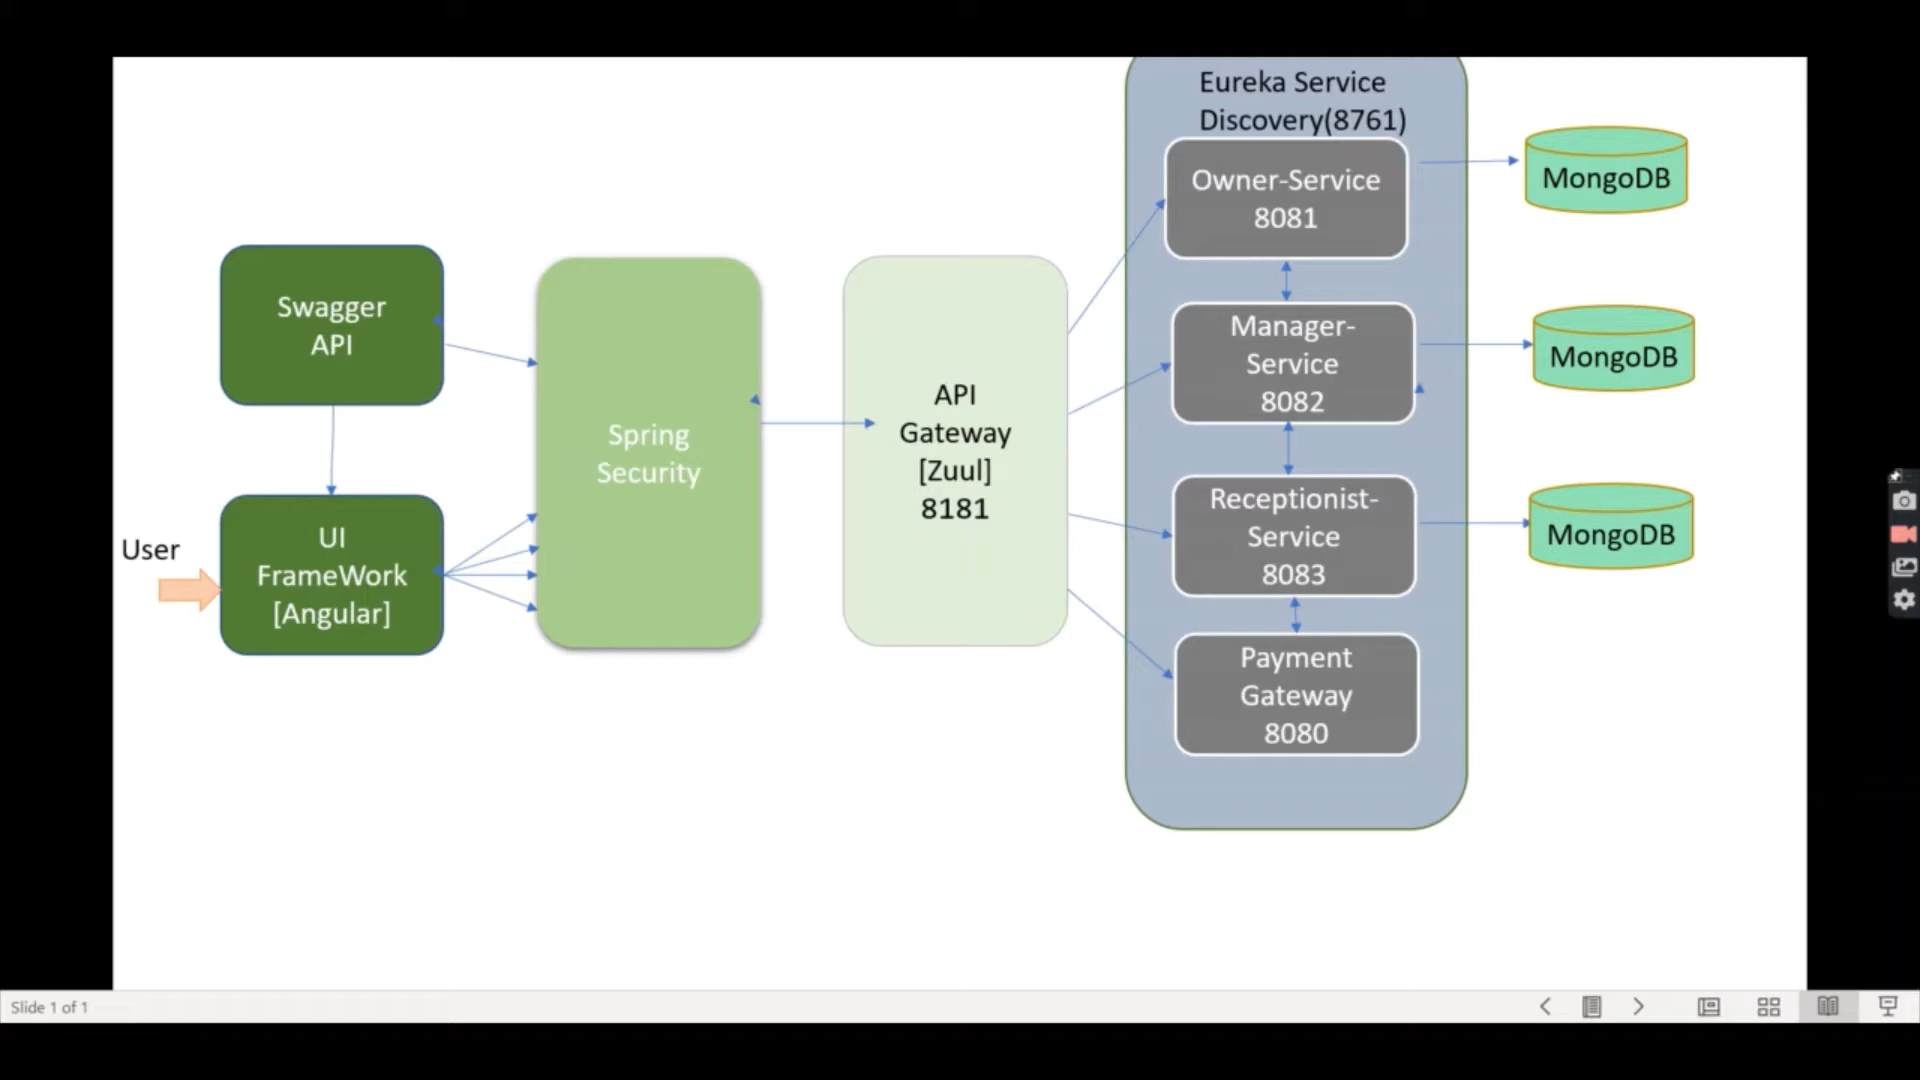 Eureka Service
Discovery(8761)
Owner-Service
8081
MongoDB
Swagger
API
Manager-
Service
8082
MongoDB
Spring
Security
API
Gateway
[Zuul]
8181
Receptionist-
Service
8083
MongoDB
User
UI
FrameWork
[Angular]
Payment
Gateway
8080
Slide 1 of 1